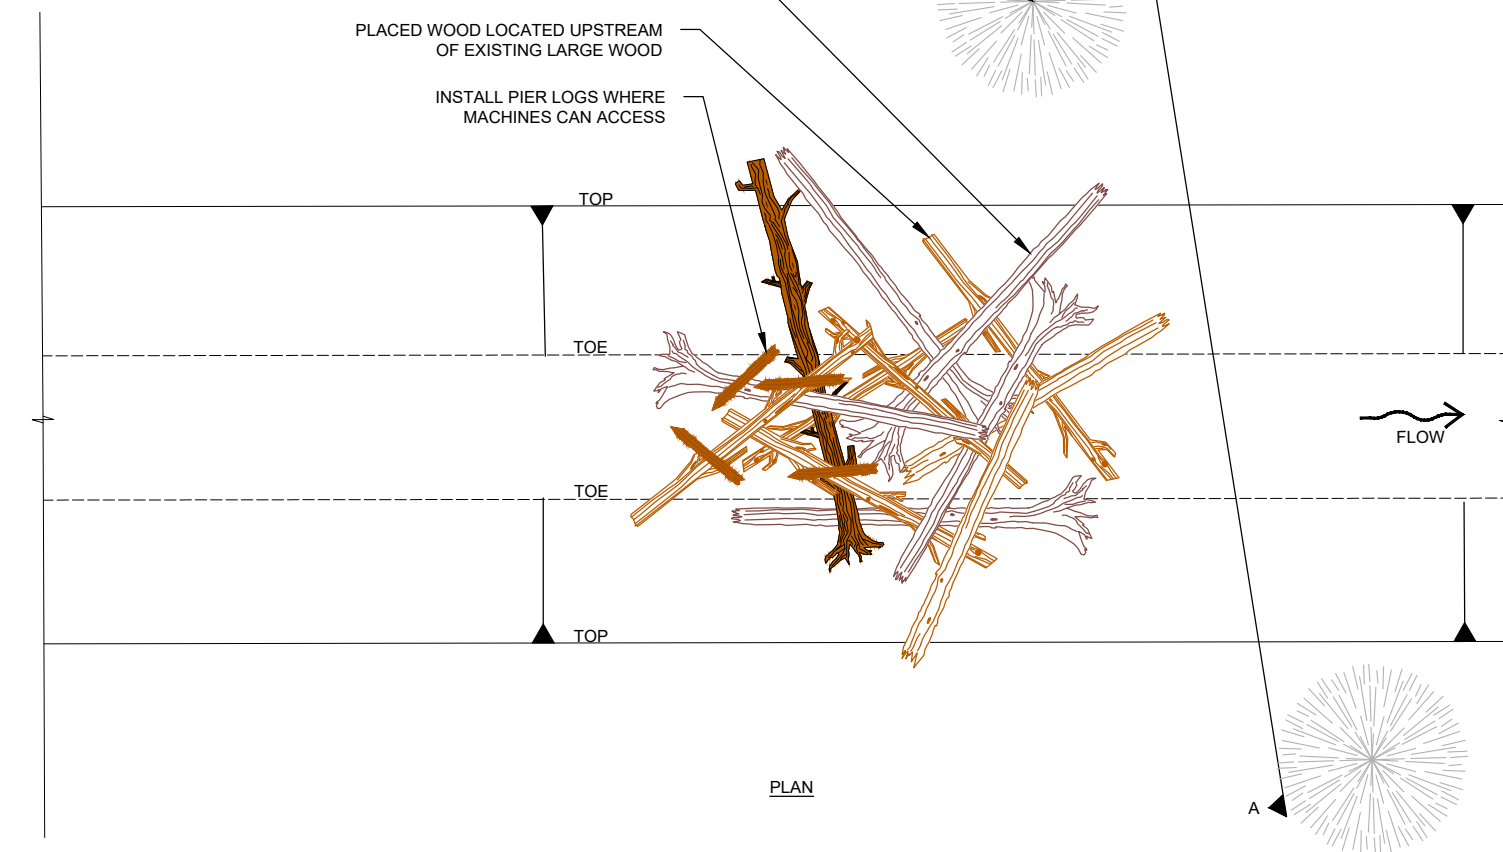 PLACED WOOD LOCATED UPSTREAM
OF EXISTING LARGE WOOD
INSTALL PIER LOGS WHERE
MACHINES CAN ACCESS
TOP
TOE
FLOW
TOE
TOP
PLAN
A